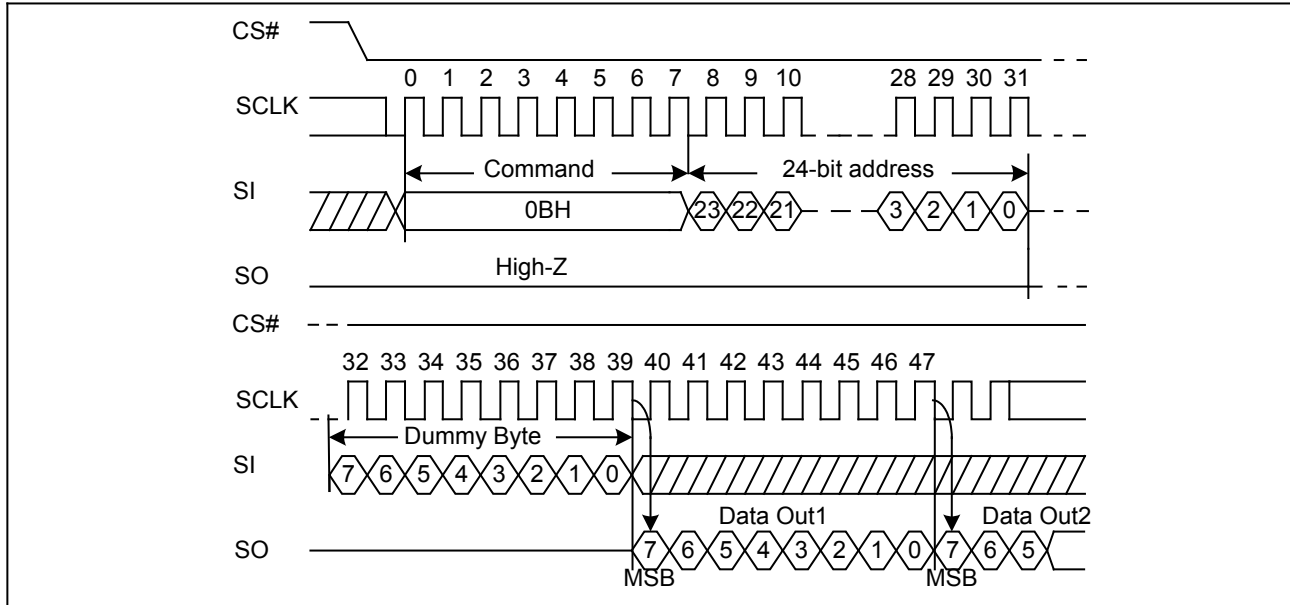 CS#
0 1 2 3 4 5 6 7 8 9 10 28 29 30 31
SCLK
Command 24-bit address
SI
0BH 23 22 21 3 2 1 0
High-Z
SO
CS#
32 33 34 35 36 37 38 39 40 41 42 43 44 45 46 47
SCLK
Dummy Byte
SI 7 6 5 4 3 2 1 0
Data Out1 Data Out2
SO 7 6 5 4 3 2 1 0 7 6 5
MSB MSB